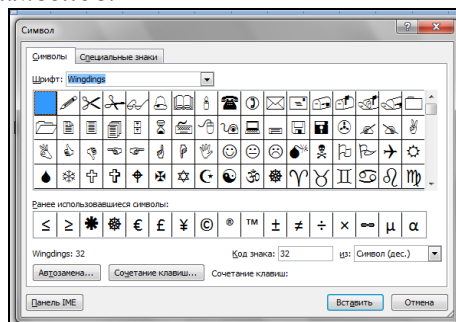 Символ
Символы Специальные знаки
Шрифт: Wingdings
Ранее использовавшиеся символы:
≤ ≥ € £ ¥ © ® ™ ± ≠ ÷ × ∞ µ α
Wingdings: 32 Код знака: 32 из: Символ (дес.)
Автозамена... Сочетание клавиш... Сочетание клавиш:
Панель IME Вставить Отмена